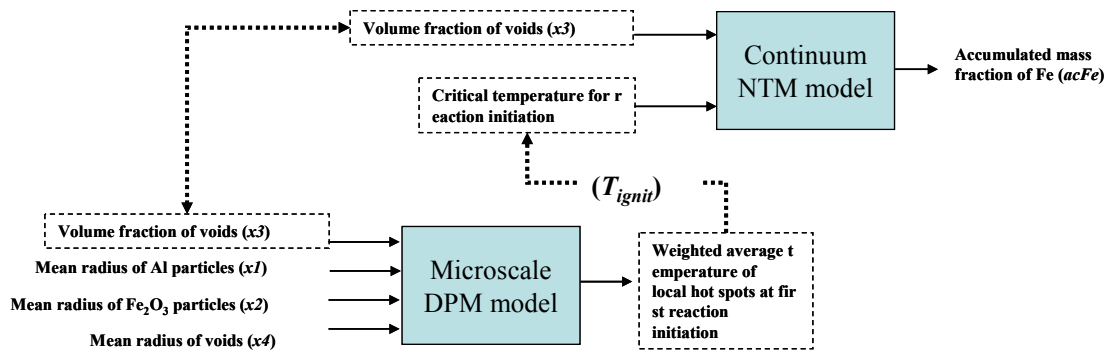 Volume fraction of voids (x3)
Continuum
NTM model
Accumulated mass
fraction of Fe (acFe)
Critical temperature for r
eaction initiation
(Tignit)
Volume fraction of voids (x3)
Mean radius of Al particles (x1)
Mean radius of Fe2O3 particles (x2)
Mean radius of voids (x4)
Microscale
DPM model
Weighted average t
emperature of
local hot spots at fir
st reaction
initiation